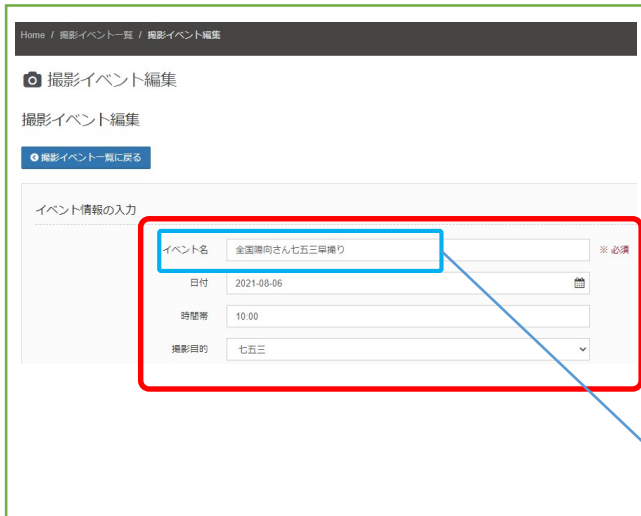 Home / 撮影イベント一覧 / 撮影イベント編集
撮影イベント編集
撮影イベント編集
撮影イベント一覧に戻る
イベント情報の入力
イベント名 全国陽向さん七五三早撮り ※ 必須
日付 2021-08-06
時間帯 10:00
撮影目的 七五三